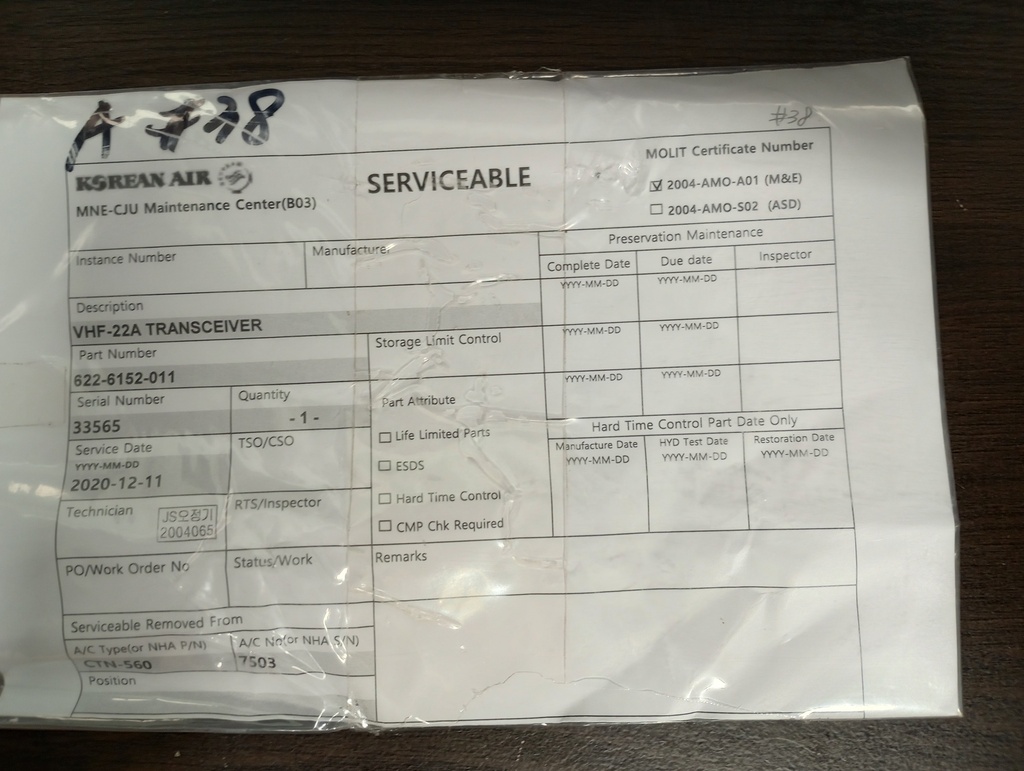 A #38
#38
KOREAN AIR
MNE-CJU Maintenance Center(B03)
SERVICEABLE
MOLIT Certificate Number
☑ 2004-AMO-A01 (M&E)
☐ 2004-AMO-S02 (ASD)
Instance Number
Manufacturer
Preservation Maintenance
Complete Date Due date Inspector
YYYY-MM-DD YYYY-MM-DD
YYYY-MM-DD YYYY-MM-DD
YYYY-MM-DD YYYY-MM-DD
Description
VHF-22A TRANSCEIVER
Part Number
622-6152-011
Storage Limit Control
Serial Number
33565
Quantity
-1-
Service Date
YYYY-MM-DD
2020-12-11
TSO/CSO
Part Attribute
☐ Life Limited Parts
☐ ESDS
☐ Hard Time Control
☐ CMP Chk Required
Hard Time Control Part Date Only
Manufacture Date HYD Test Date Restoration Date
YYYY-MM-DD YYYY-MM-DD YYYY-MM-DD
Technician
JS오정기
2004065
RTS/Inspector
PO/Work Order No
Status/Work
Remarks
Serviceable Removed From
A/C Type(or NHA P/N)
CTN-560
A/C No(or NHA S/N)
7503
Position